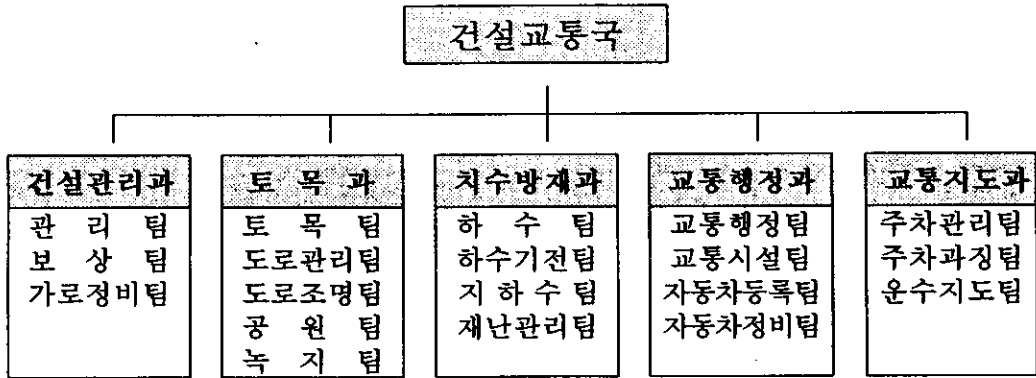 건설교통국
건설관리과
관 리 팀
보 상 팀
가로정비팀
토 목 과
토 목 팀
도로관리팀
도로조명팀
공 원 팀
녹 지 팀
치수방재과
하 수 팀
하수기전팀
지 하 수 팀
재난관리팀
교통행정과
교통행정팀
교통시설팀
자동차등록팀
자동차정비팀
교통지도과
주차관리팀
주차과징팀
운수지도팀